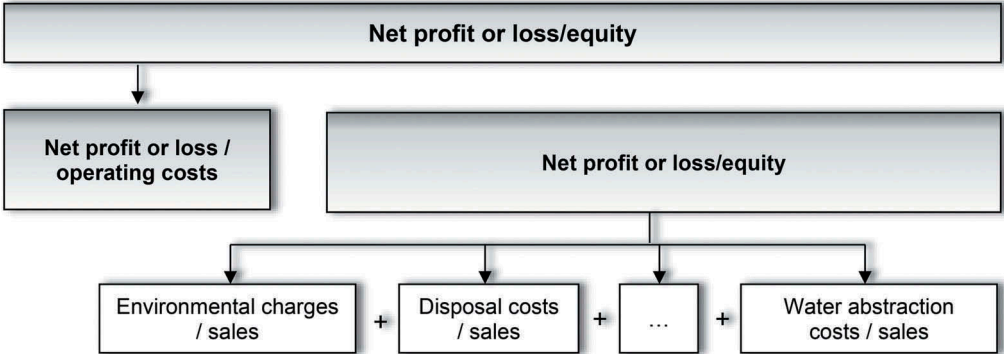 Net profit or loss/equity
Net profit or loss /
operating costs
Net profit or loss/equity
Environmental charges
/ sales
+
Disposal costs
/ sales
+
...
+
Water abstraction
costs / sales